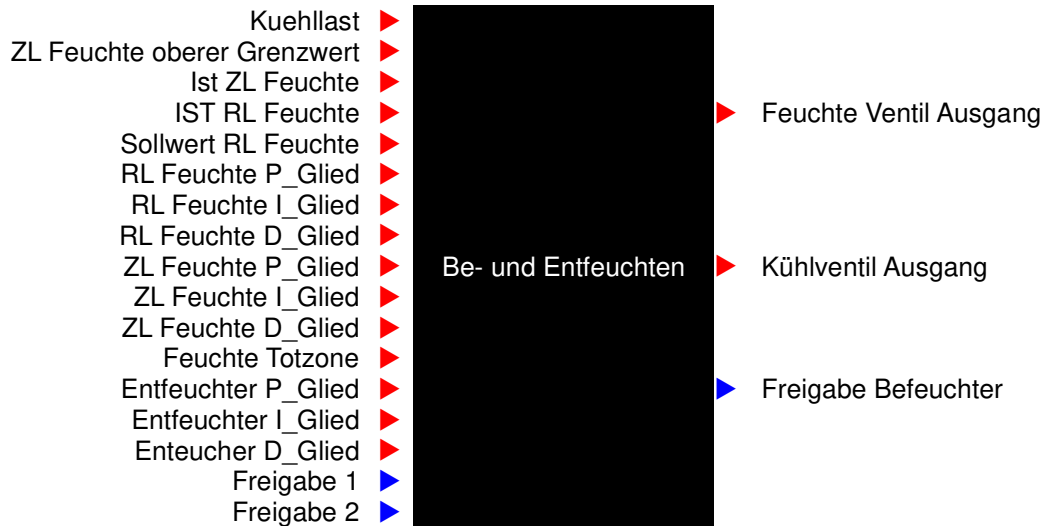 Kuehllast
ZL Feuchte oberer Grenzwert
Ist ZL Feuchte
IST RL Feuchte
Sollwert RL Feuchte
RL Feuchte P_Glied
RL Feuchte I_Glied
RL Feuchte D_Glied
ZL Feuchte P_Glied
ZL Feuchte I_Glied
ZL Feuchte D_Glied
Feuchte Totzone
Entfeuchter P_Glied
Entfeuchter I_Glied
Enteucher D_Glied
Freigabe 1
Freigabe 2
Be- und Entfeuchten
Feuchte Ventil Ausgang
Kühlventil Ausgang
Freigabe Befeuchter